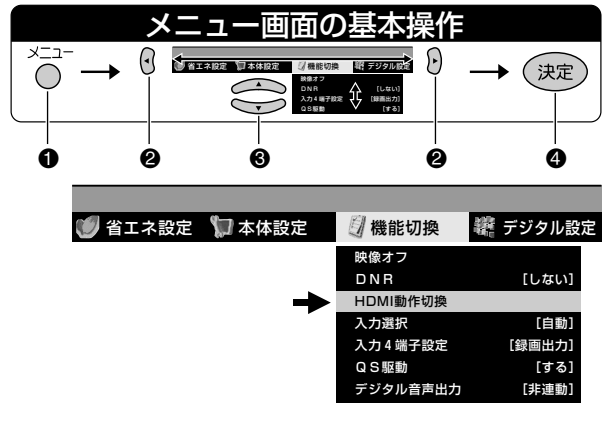 メニュー画面の基本操作
メニュー
省エネ設定 本体設定 機能切換 デジタル設定
映像オフ
DNR [しない]
入力4端子設定 [録画出力]
QS駆動 [する]
決定
❶ ❷ ❸ ❷ ❹
省エネ設定 本体設定 機能切換 デジタル設定
映像オフ
DNR [しない]
HDMI動作切換
入力選択 [自動]
入力4端子設定 [録画出力]
QS駆動 [する]
デジタル音声出力 [非連動]